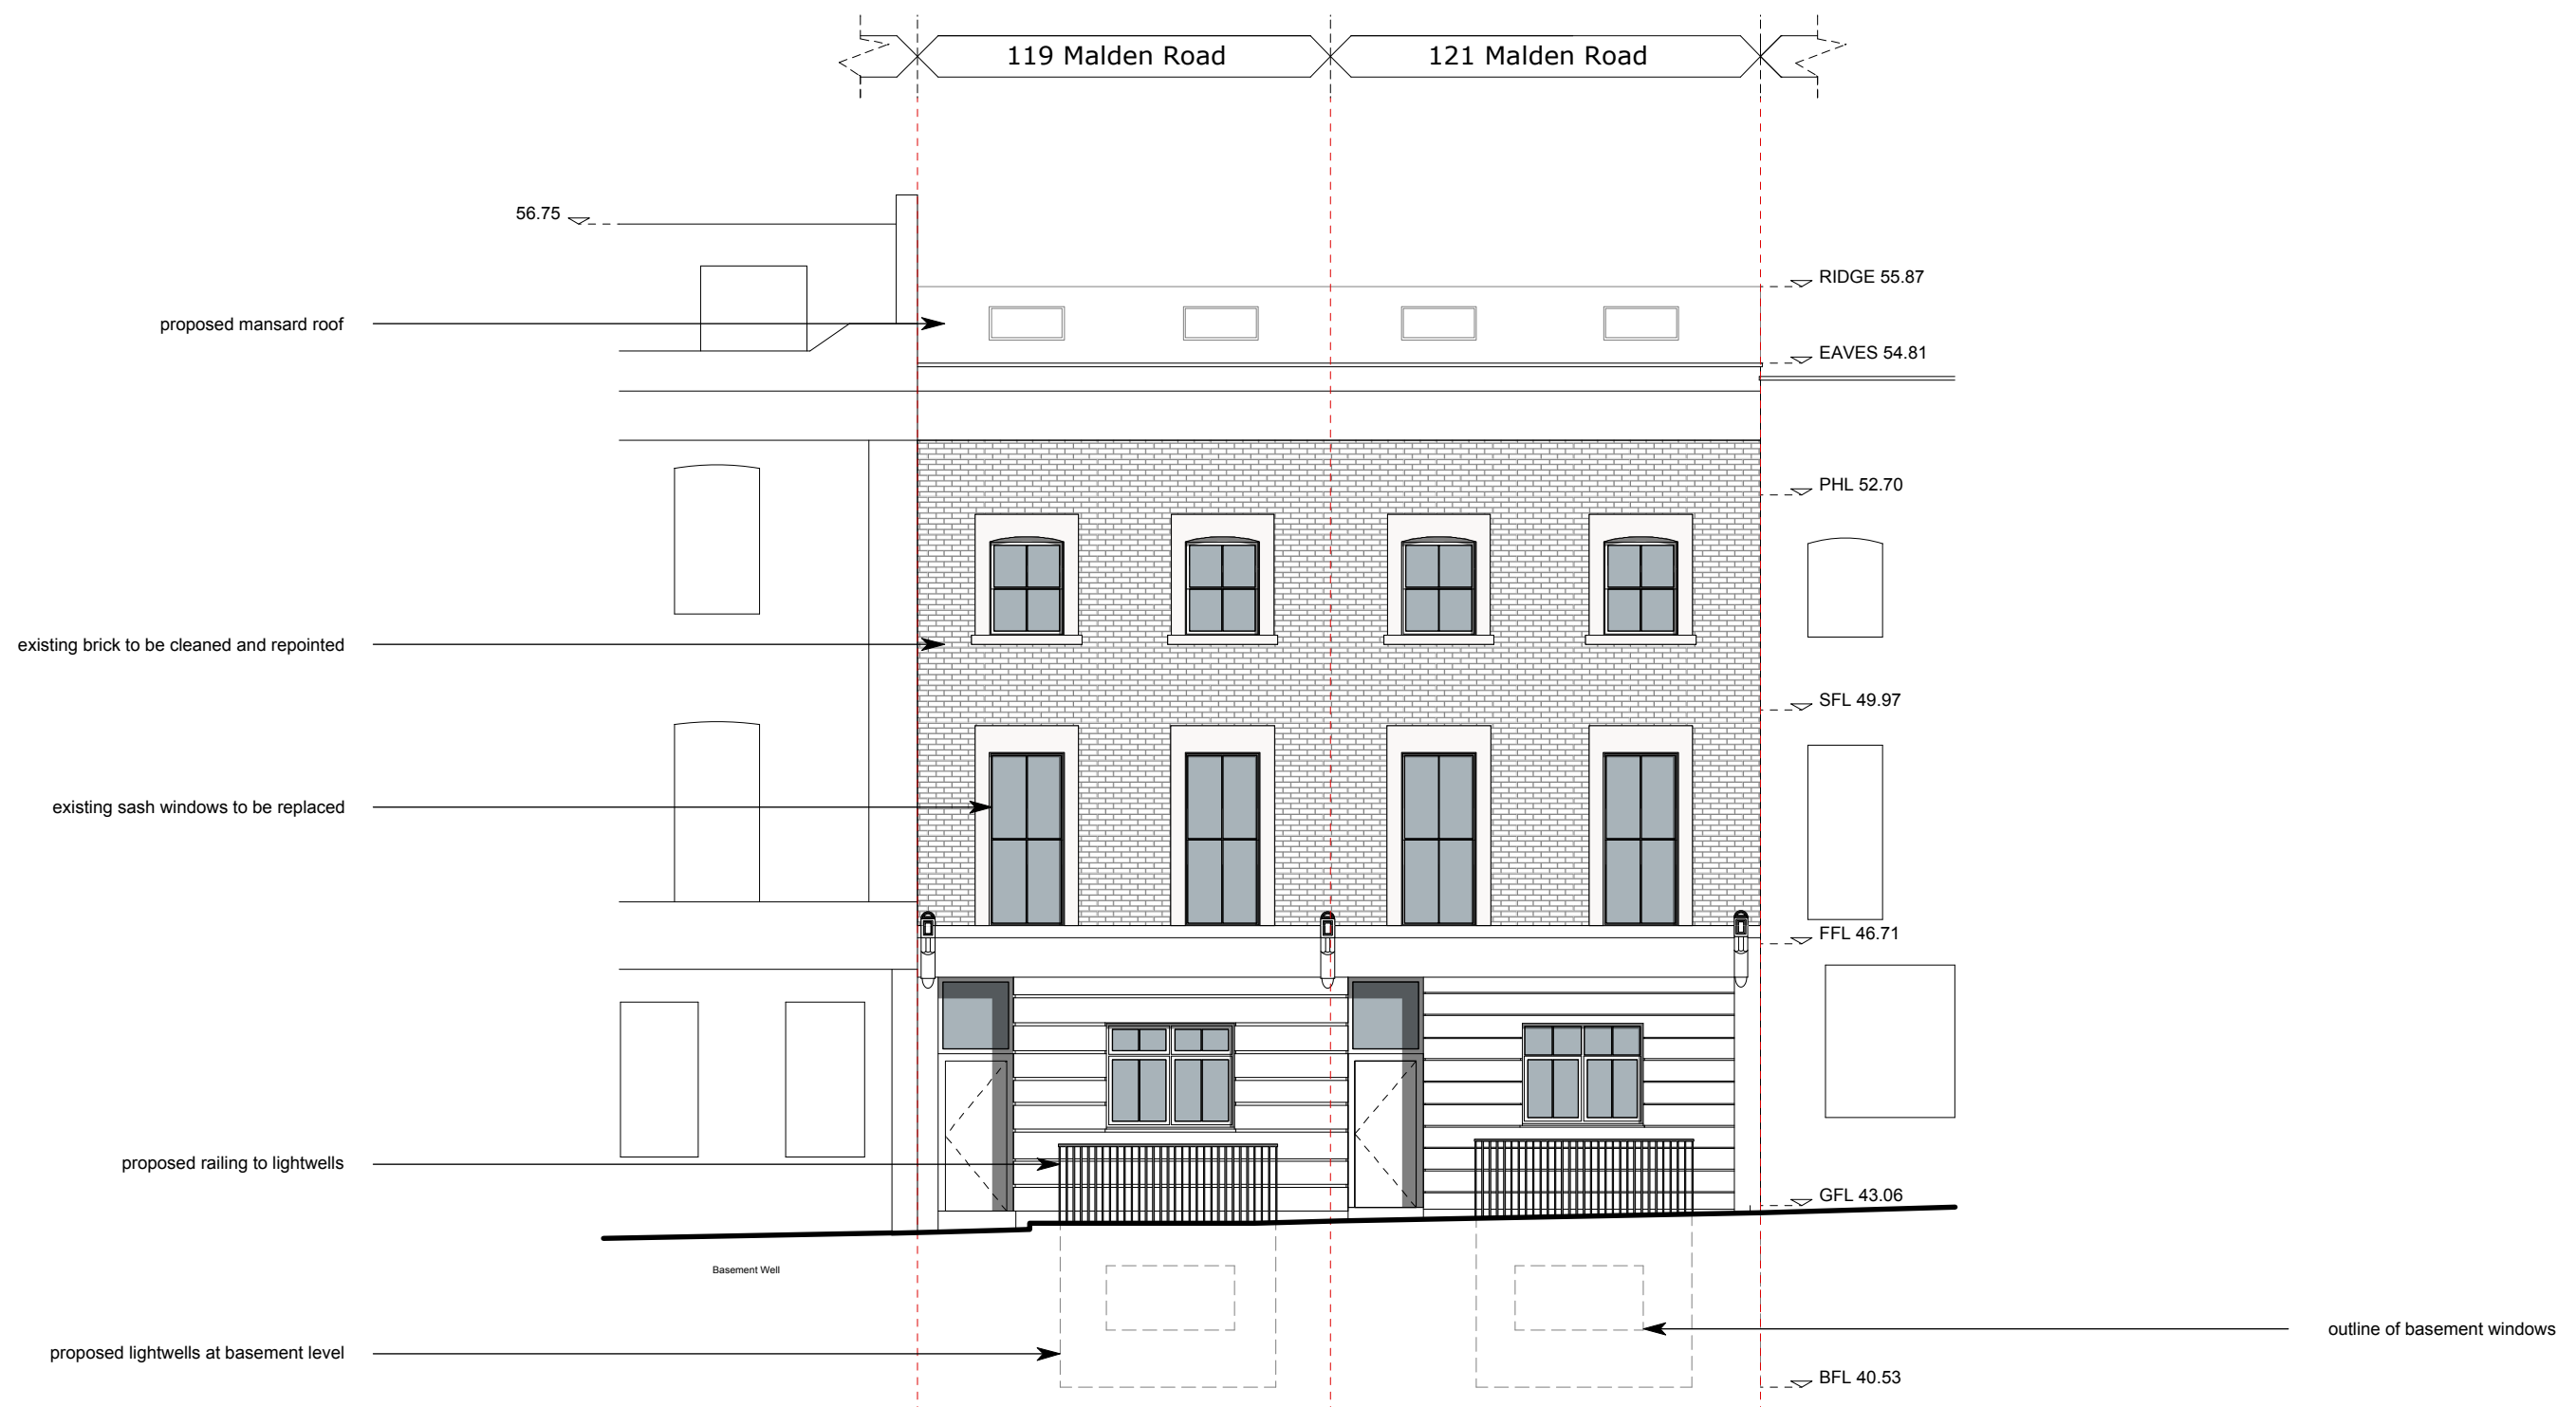 119 Malden Road
121 Malden Road
56.75
RIDGE 55.87
proposed mansard roof
EAVES 54.81
PHL 52.70
existing brick to be cleaned and repointed
SFL 49.97
existing sash windows to be replaced
FFL 46.71
proposed railing to lightwells
GFL 43.06
Basement Well
outline of basement windows
proposed lightwells at basement level
BFL 40.53